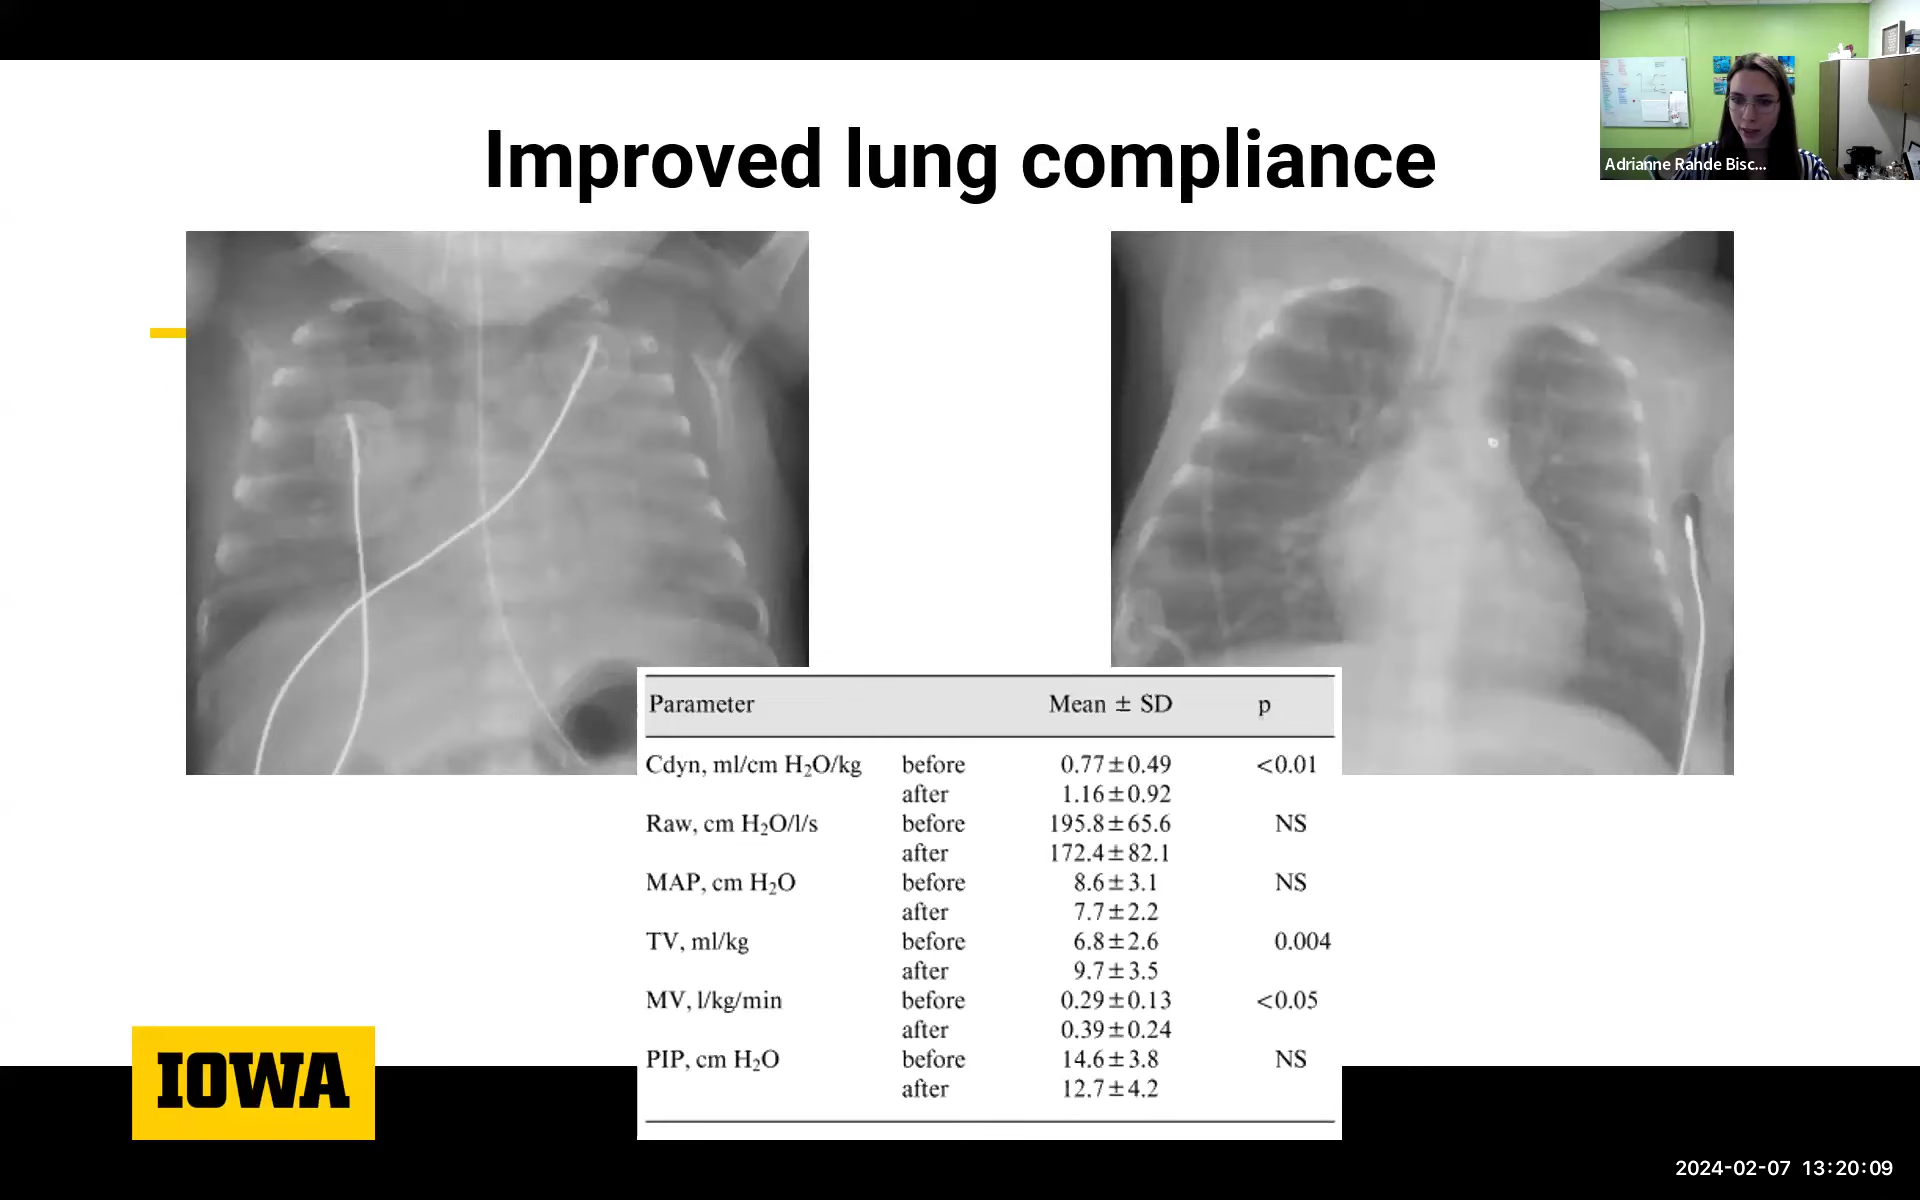 Improved lung compliance
Adrianne Rahde Bisc...
Parameter Mean ± SD p
Cdyn, ml/cm H₂O/kg before 0.77±0.49 <0.01
after 1.16±0.92
Raw, cm H₂O/l/s before 195.8±65.6 NS
after 172.4±82.1
MAP, cm H₂O before 8.6±3.1 NS
after 7.7±2.2
TV, ml/kg before 6.8±2.6 0.004
after 9.7±3.5
MV, l/kg/min before 0.29±0.13 <0.05
after 0.39±0.24
PIP, cm H₂O before 14.6±3.8 NS
after 12.7±4.2
IOWA
2024-02-07 13:20:09